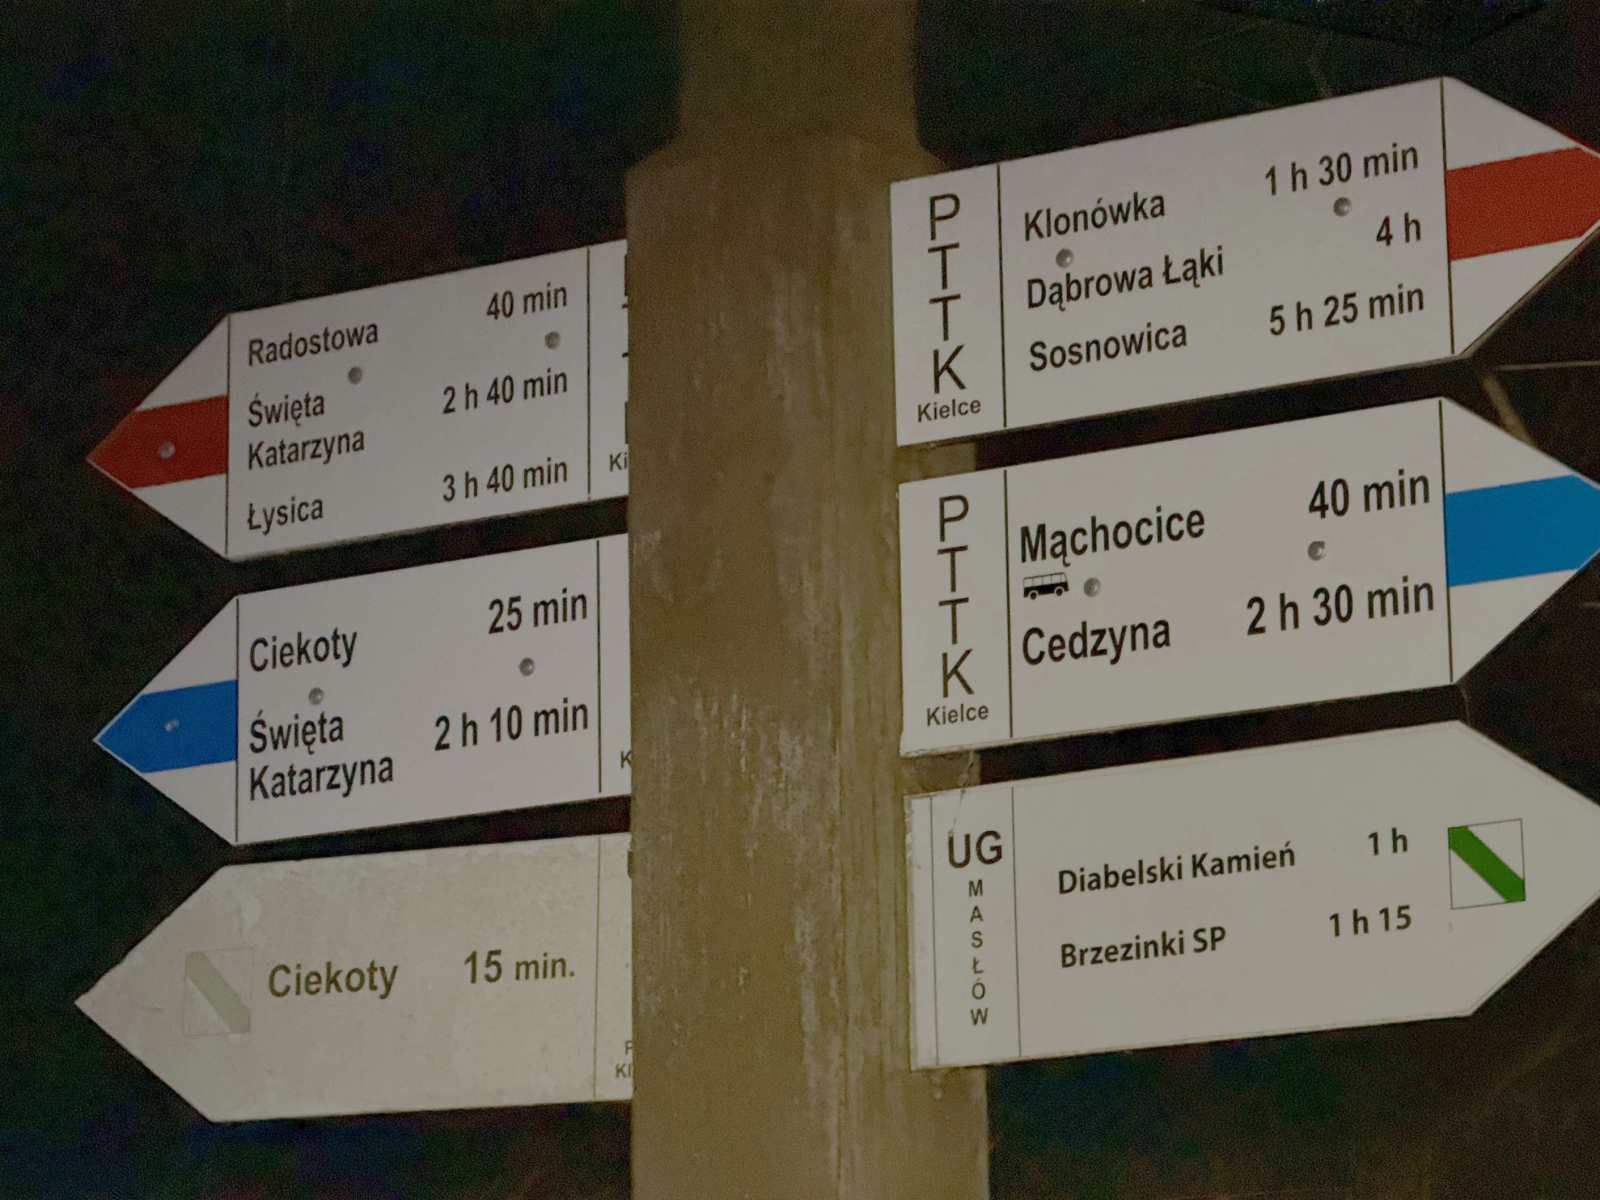 Radostowa 40 min
Święta
Katarzyna 2 h 40 min
Łysica 3 h 40 min
Ciekoty 25 min
Święta
Katarzyna 2 h 10 min
Ciekoty 15 min.
PTTK
Kielce
Klonówka 1 h 30 min
Dąbrowa Łąki 4 h
Sosnowica 5 h 25 min
PTTK
Kielce
Mąchocice 40 min
Cedzyna 2 h 30 min
UG
MASŁÓW
Diabelski Kamień 1 h
Brzezinki SP 1 h 15